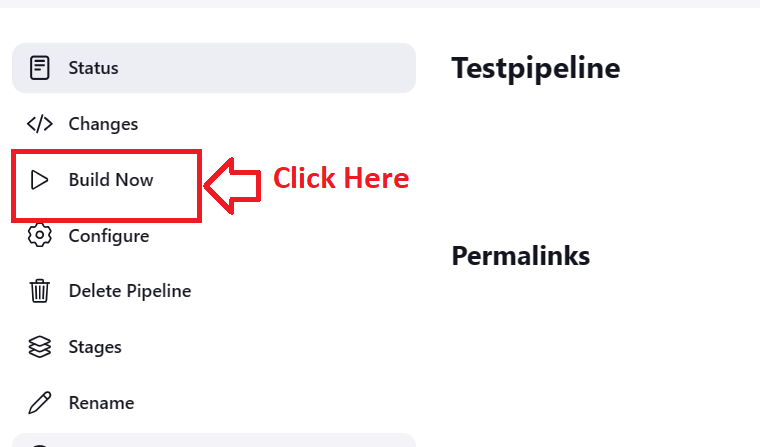 Status
Changes
Build Now
Configure
Delete Pipeline
Stages
Rename
Click Here
Testpipeline
Permalinks